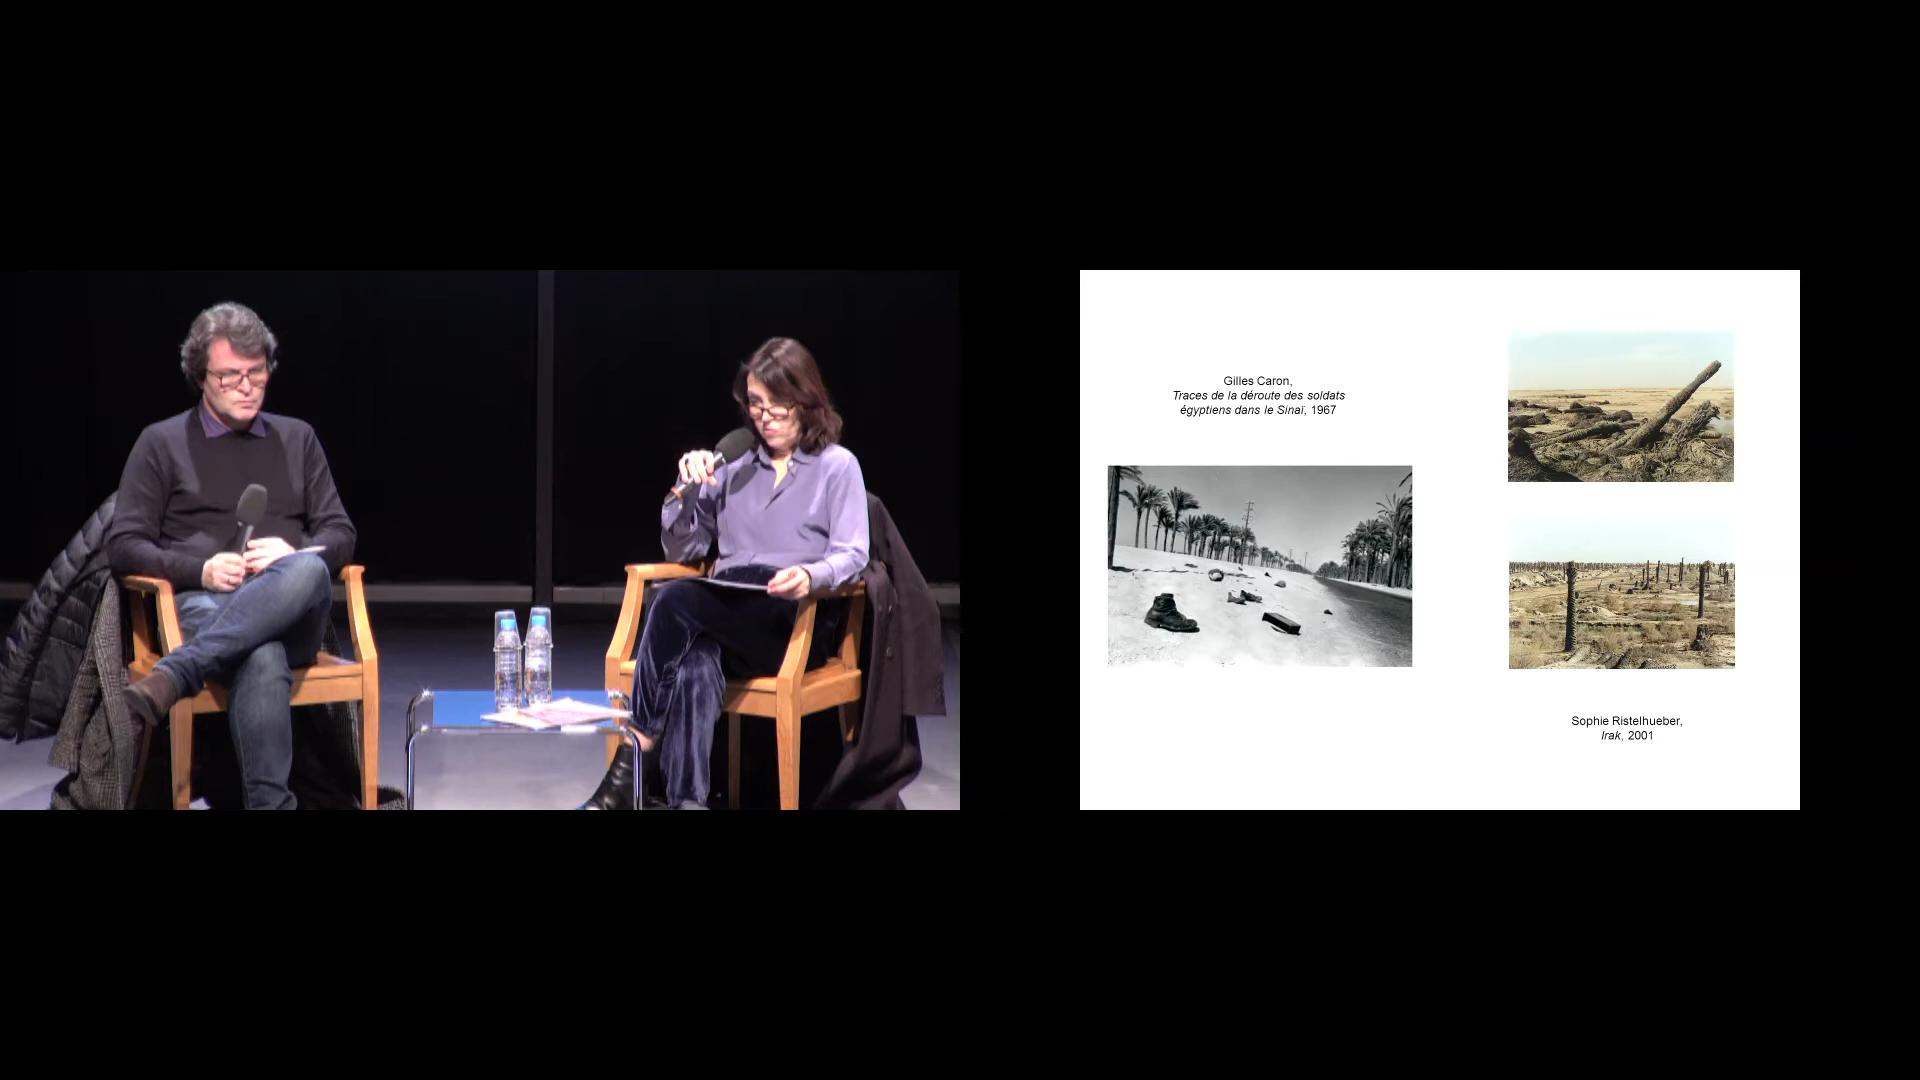 Gilles Caron,
Traces de la déroute des soldats
égyptiens dans le Sinaï, 1967
Sophie Ristelhueber,
Irak, 2001